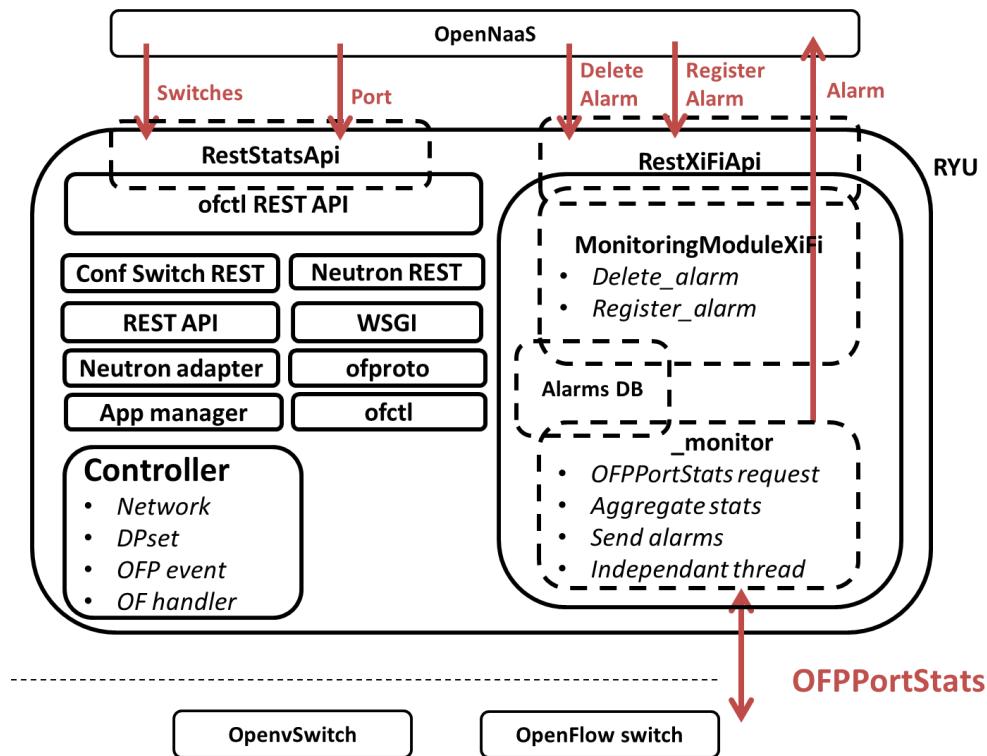 OpenNaaS
Switches
Port
Delete
Alarm
Register
Alarm
Alarm
RestStatsApi
RestXiFiApi
RYU
ofctl REST API
Conf Switch REST
Neutron REST
REST API
WSGI
Neutron adapter
ofproto
App manager
ofctl
MonitoringModuleXiFi
• Delete_alarm
• Register_alarm
Alarms DB
_monitor
• OFPPortStats request
• Aggregate stats
• Send alarms
• Independant thread
Controller
• Network
• DPset
• OFP event
• OF handler
OFPPortStats
OpenvSwitch
OpenFlow switch